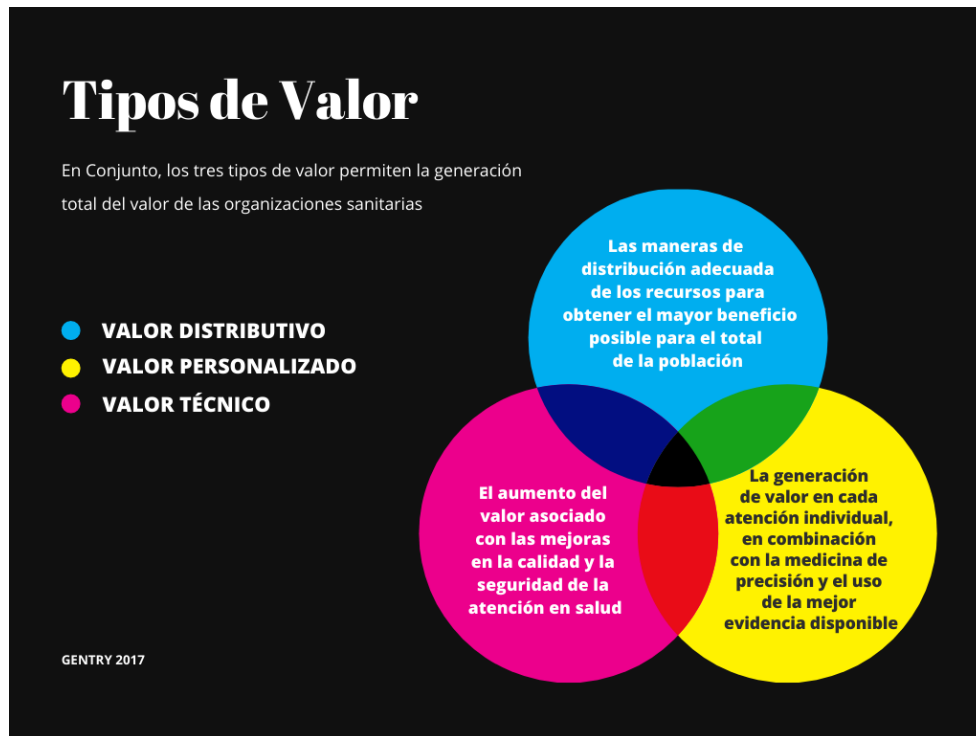 Tipos de Valor
En Conjunto, los tres tipos de valor permiten la generación
total del valor de las organizaciones sanitarias
VALOR DISTRIBUTIVO
VALOR PERSONALIZADO
VALOR TÉCNICO
Las maneras de
distribución adecuada
de los recursos para
obtener el mayor beneficio
posible para el total
de la población
El aumento del
valor asociado
con las mejoras
en la calidad y la
seguridad de la
atención en salud
La generación
de valor en cada
atención individual,
en combinación
con la medicina de
precisión y el uso
de la mejor
evidencia disponible
GENTRY 2017